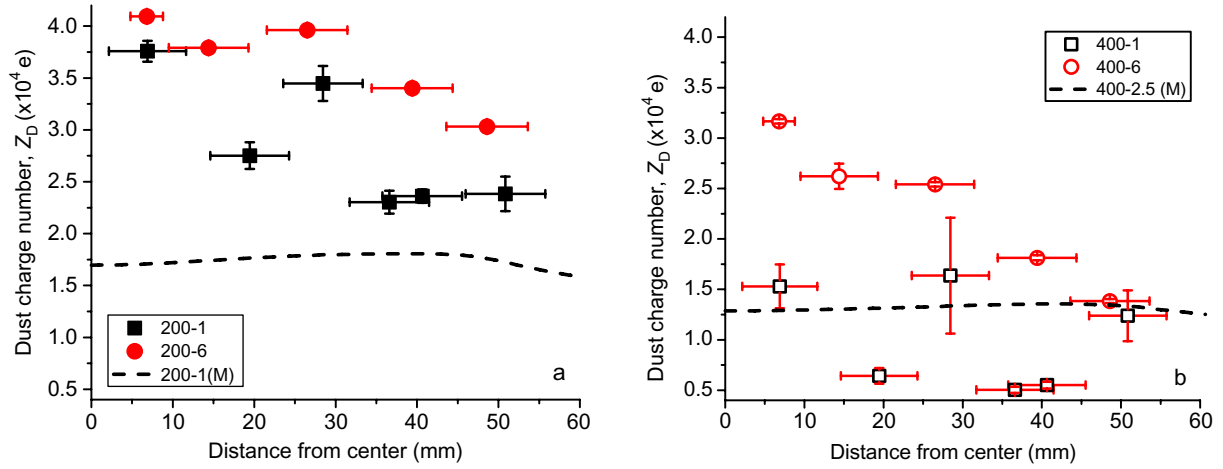 Dust charge number, Z_D (x10^4 e)
4.0
3.5
3.0
2.5
2.0
1.5
1.0
0.5
200-1
200-6
200-1(M)
a
0 10 20 30 40 50 60
Distance from center (mm)
Dust charge number, Z_D (x10^4 e)
4.0
3.5
3.0
2.5
2.0
1.5
1.0
0.5
400-1
400-6
400-2.5 (M)
b
0 10 20 30 40 50 60
Distance from center (mm)